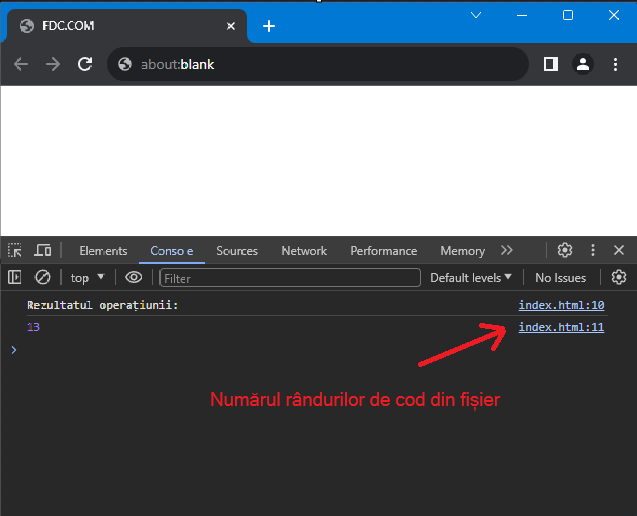 FDC.COM
about:blank
Elements Console Sources Network Performance Memory
top Filter Default levels No Issues
Rezultatul operațiunii: index.html:10
13 index.html:11
Numărul rândurilor de cod din fișier